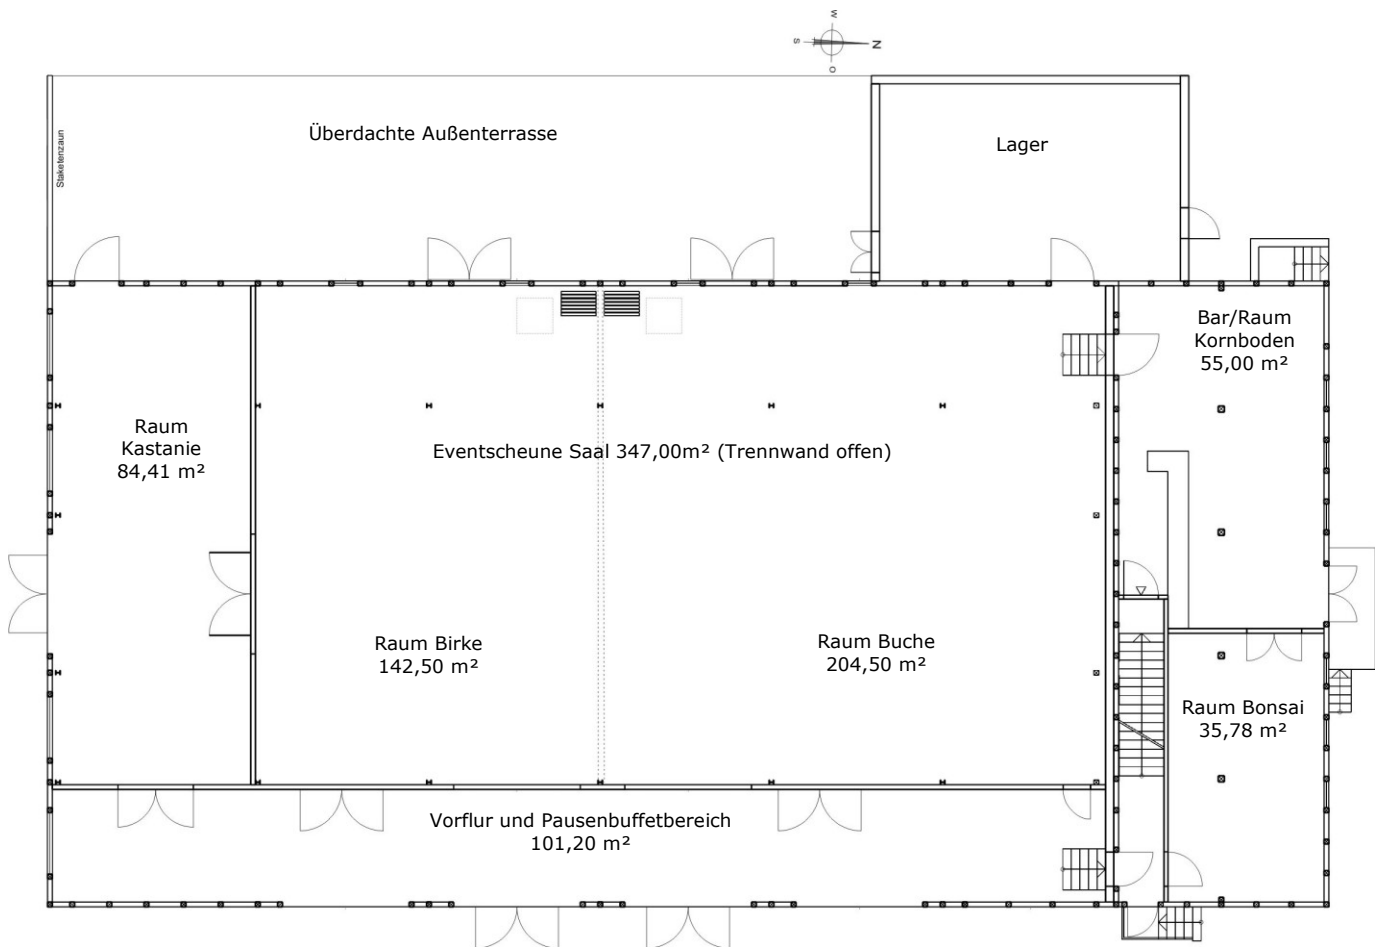 W
S
N
O
Staketenzaun
Überdachte Außenterrasse
Lager
Bar/Raum
Kornboden
55,00 m²
Raum
Kastanie
84,41 m²
Eventscheune Saal 347,00m² (Trennwand offen)
Raum Birke
142,50 m²
Raum Buche
204,50 m²
Raum Bonsai
35,78 m²
Vorflur und Pausenbuffetbereich
101,20 m²